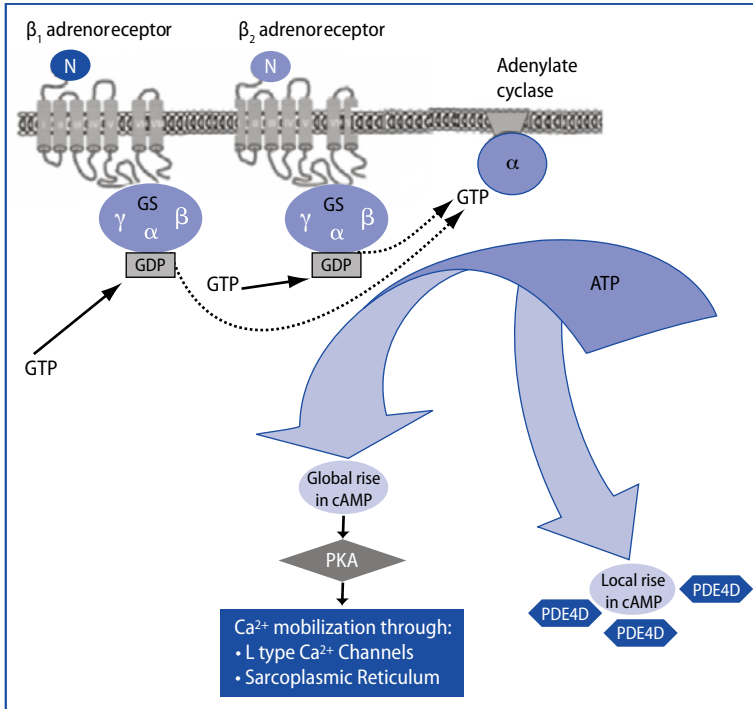 β₁ adrenoreceptor
β₂ adrenoreceptor
N
N
Adenylate
cyclase
α
GS
γ α β
GDP
GS
γ α β
GDP
GTP
GTP
GTP
ATP
Global rise
in cAMP
PKA
Ca²⁺ mobilization through:
• L type Ca²⁺ Channels
• Sarcoplasmic Reticulum
Local rise
in cAMP
PDE4D
PDE4D
PDE4D